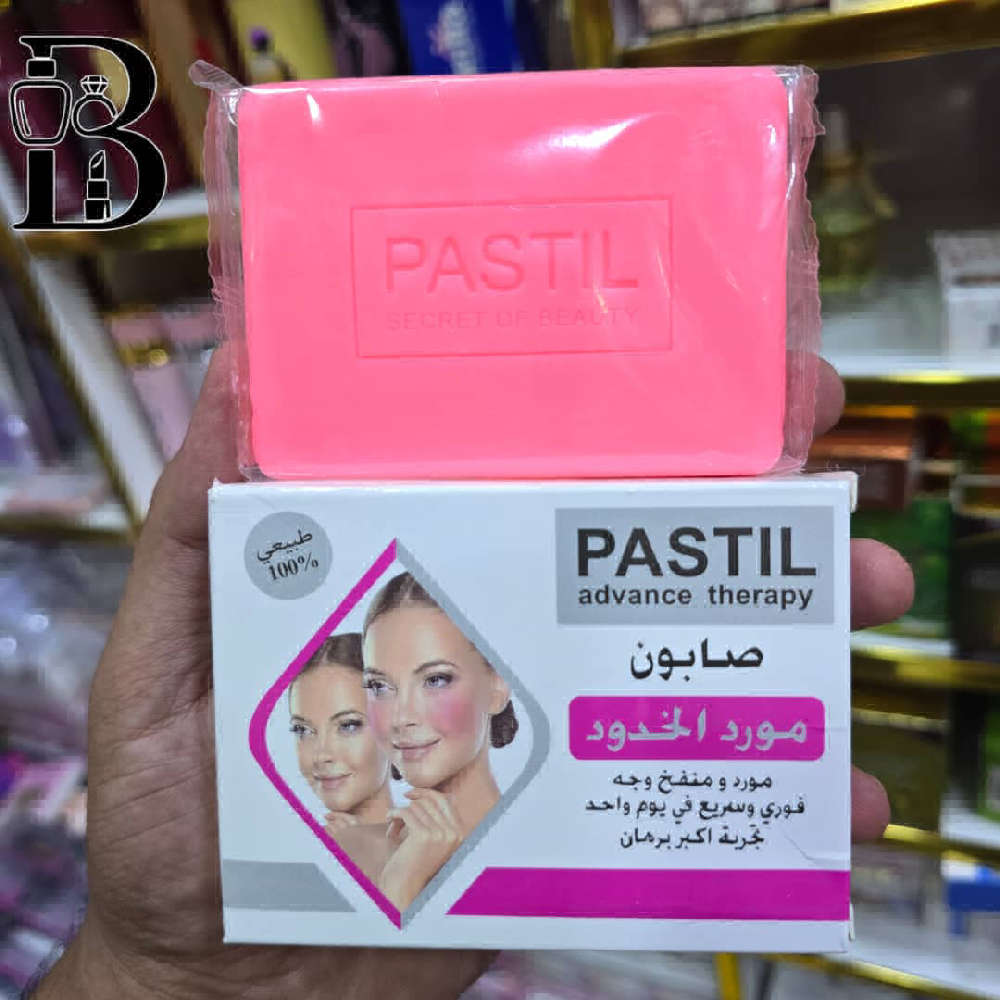 B
PASTIL
SECRET OF BEAUTY
طبيعي
100%
PASTIL
advance therapy
صابون
مورد الخدود
مورد و منفخ وجه
فوري وسريع في يوم واحد
تجربة اكبر برهان